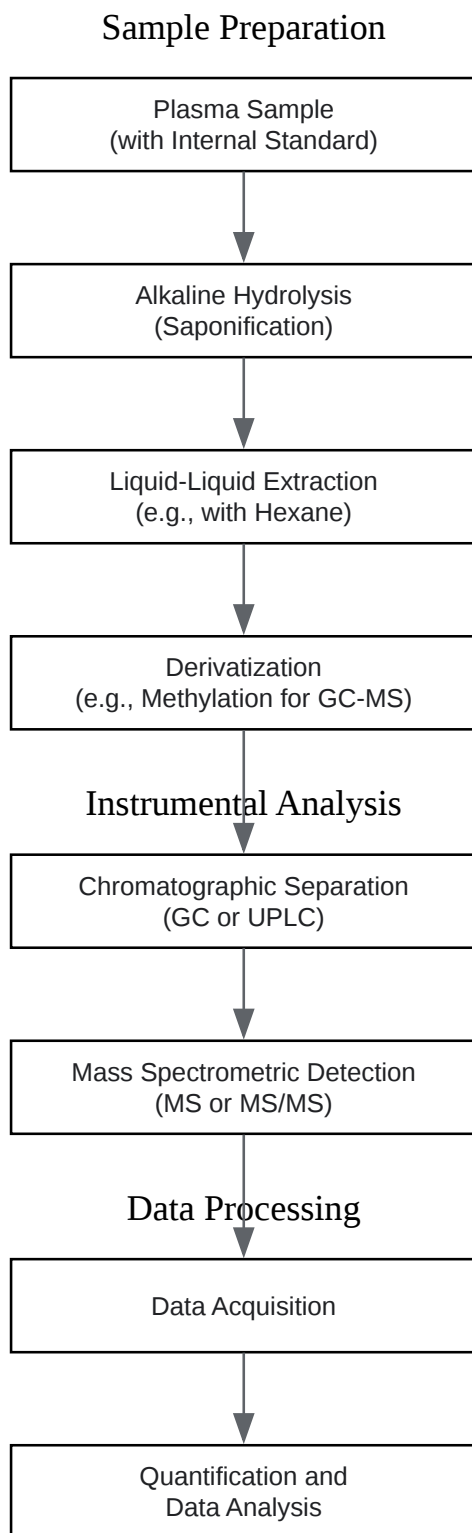 Sample Preparation
Plasma Sample
(with Internal Standard)
Alkaline Hydrolysis
(Saponification)
Liquid-Liquid Extraction
(e.g., with Hexane)
Derivatization
(e.g., Methylation for GC-MS)
Instrumental Analysis
Chromatographic Separation
(GC or UPLC)
Mass Spectrometric Detection
(MS or MS/MS)
Data Processing
Data Acquisition
Quantification and
Data Analysis